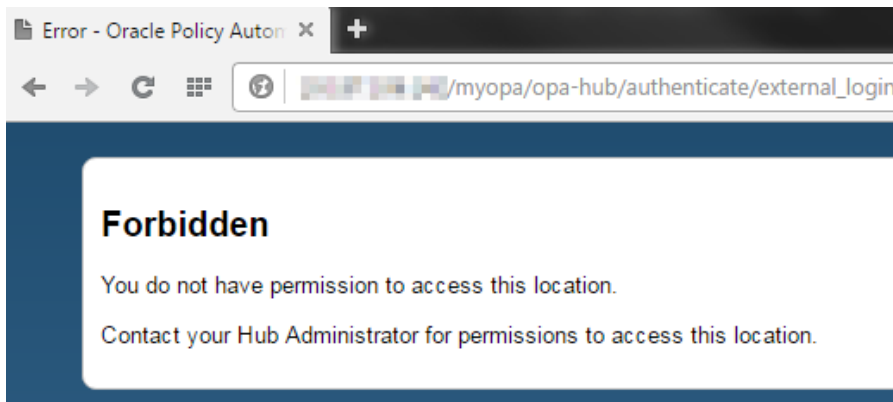 Error - Oracle Policy Autom
/myopa/opa-hub/authenticate/external_login
Forbidden
You do not have permission to access this location.
Contact your Hub Administrator for permissions to access this location.